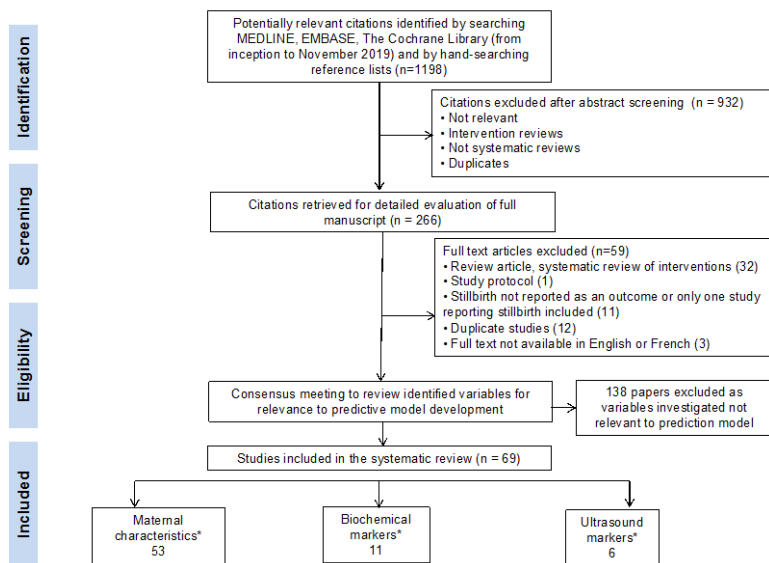 Identification
Potentially relevant citations identified by searching
MEDLINE, EMBASE, The Cochrane Library (from
inception to November 2019) and by hand-searching
reference lists (n=1198)
Citations excluded after abstract screening (n = 932)
• Not relevant
• Intervention reviews
• Not systematic reviews
• Duplicates
Screening
Citations retrieved for detailed evaluation of full
manuscript (n = 266)
Full text articles excluded (n=59)
• Review article, systematic review of interventions (32)
• Study protocol (1)
• Stillbirth not reported as an outcome or only one study
reporting stillbirth included (11)
• Duplicate studies (12)
• Full text not available in English or French (3)
Eligibility
Consensus meeting to review identified variables for
relevance to predictive model development
138 papers excluded as
variables investigated not
relevant to prediction model
Included
Studies included in the systematic review (n = 69)
Maternal
characteristics*
53
Biochemical
markers*
11
Ultrasound
markers*
6